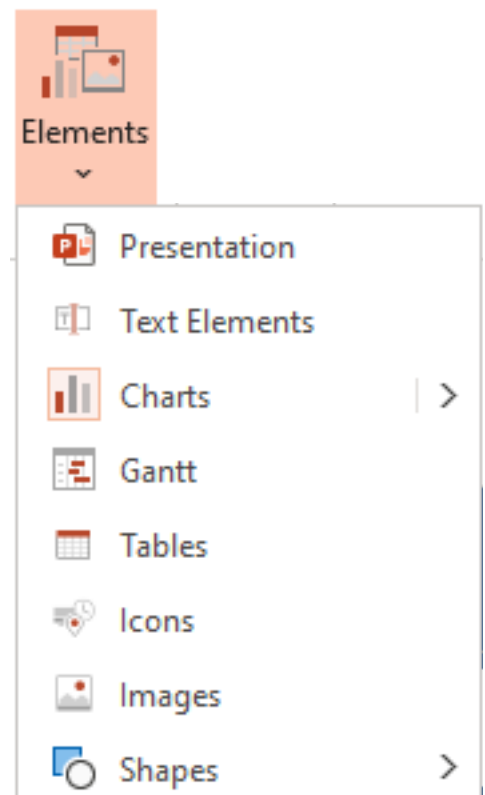 Elements
Presentation
Text Elements
Charts
Gantt
Tables
Icons
Images
Shapes